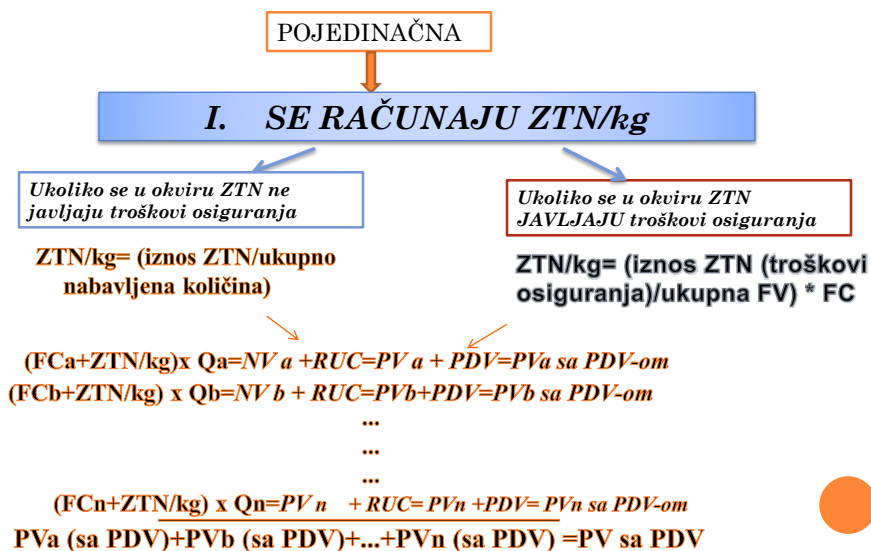 POJEDINAČNA
I. SE RAČUNAJU ZTN/kg
Ukoliko se u okviru ZTN ne
javljaju troškovi osiguranja
Ukoliko se u okviru ZTN
JAVLJAJU troškovi osiguranja
ZTN/kg= (iznos ZTN/ukupno
nabavljena količina)
ZTN/kg= (iznos ZTN (troškovi
osiguranja)/ukupna FV) * FC
(FCa+ZTN/kg)x Qa=NV a +RUC=PV a + PDV=PVa sa PDV-om
(FCb+ZTN/kg) x Qb=NV b + RUC=PVb+PDV=PVb sa PDV-om
...
...
...
(FCn+ZTN/kg) x Qn=PV n + RUC= PVn +PDV= PVn sa PDV-om
PVa (sa PDV)+PVb (sa PDV)+...+PVn (sa PDV) =PV sa PDV